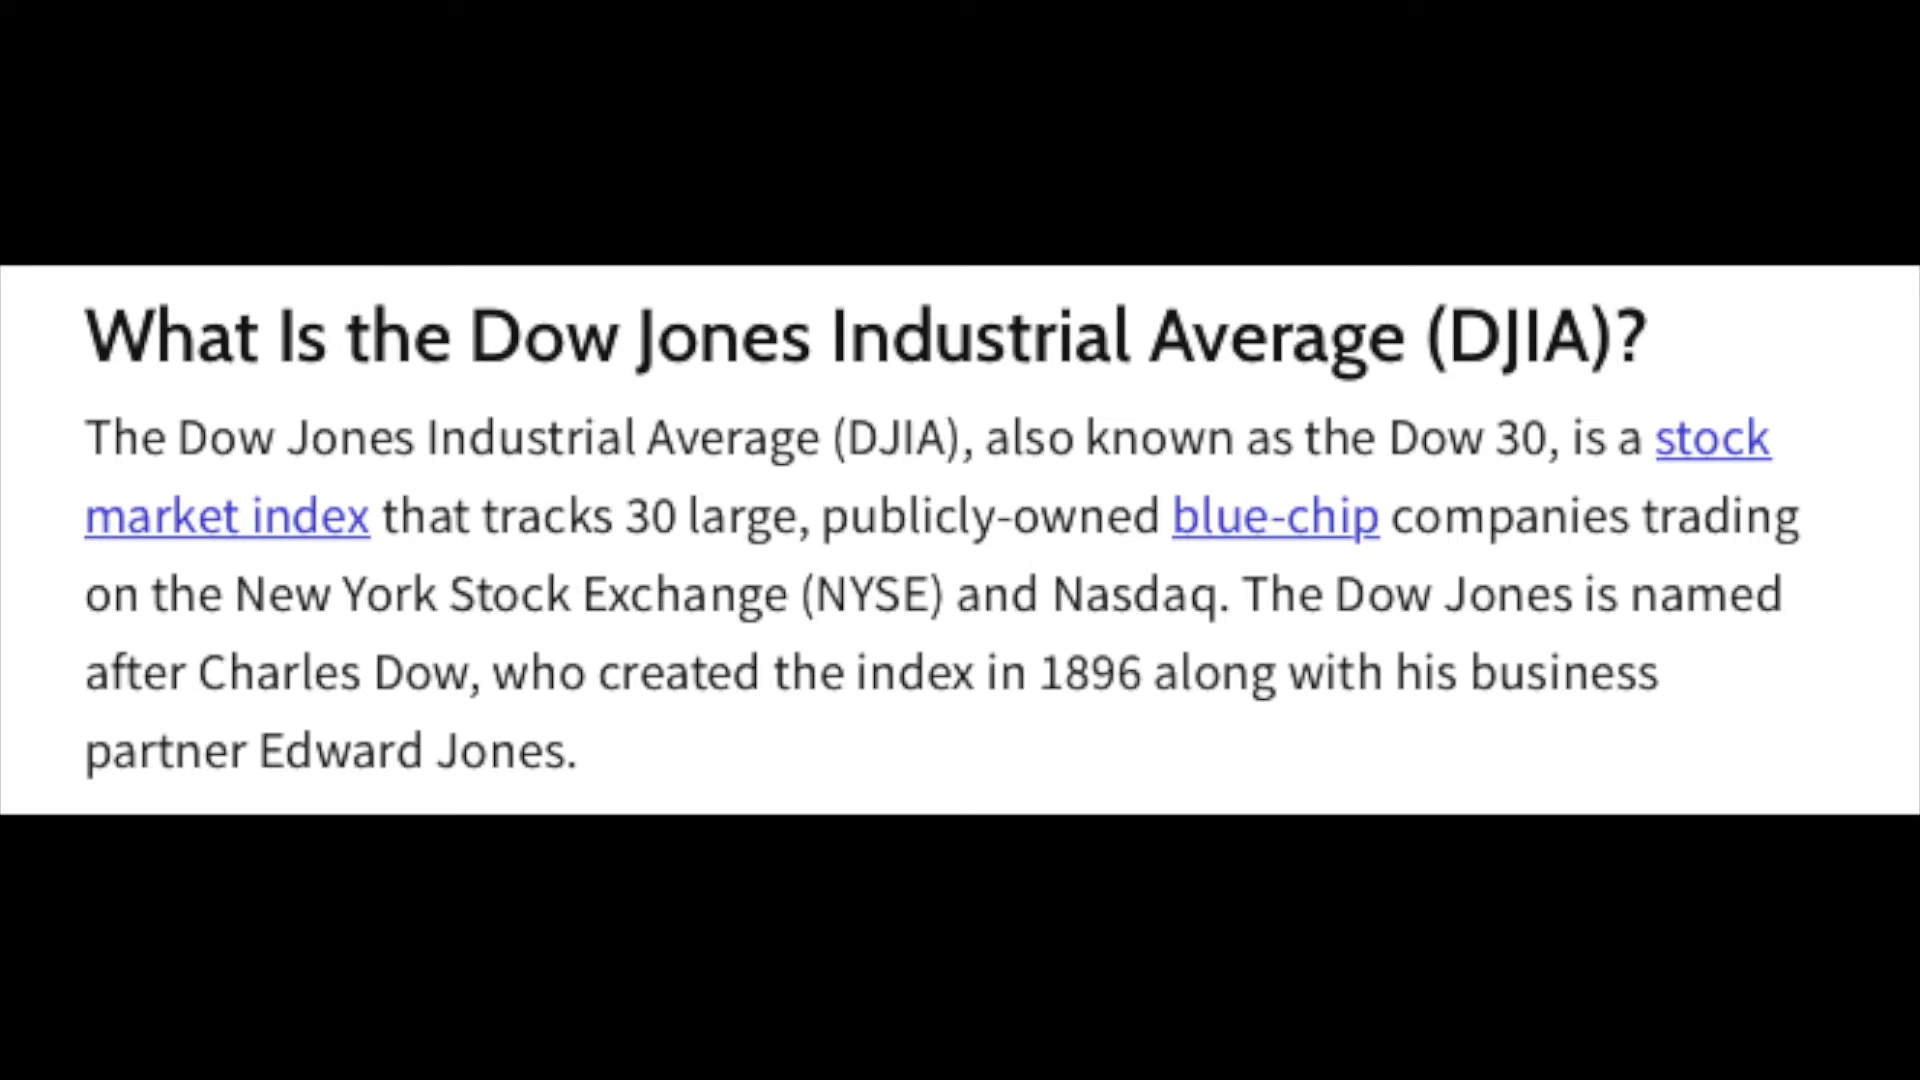 What Is the Dow Jones Industrial Average (DJIA)?
The Dow Jones Industrial Average (DJIA), also known as the Dow 30, is a stock
market index that tracks 30 large, publicly-owned blue-chip companies trading
on the New York Stock Exchange (NYSE) and Nasdaq. The Dow Jones is named
after Charles Dow, who created the index in 1896 along with his business
partner Edward Jones.